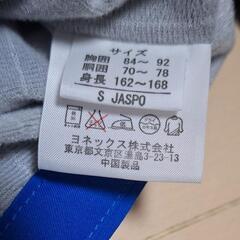 サイズ
胸囲 84～ 92
胴囲 70～ 78
身長 162～168
S JASPO
ヨネックス株式会社
東京都文京区湯島3-23-13
中国製品